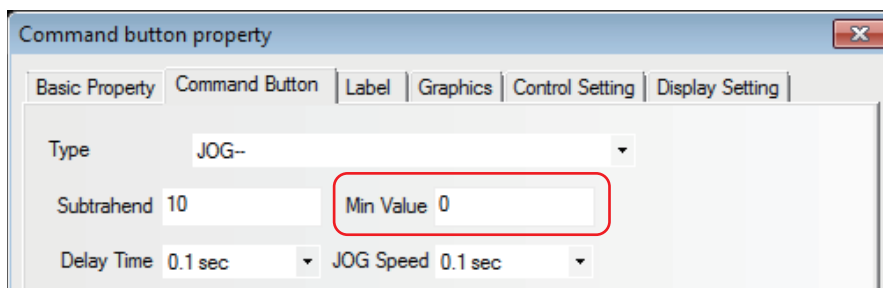 Command button property
Basic Property Command Button Label Graphics Control Setting Display Setting
Type JOG--
Subtrahend 10 Min Value 0
Delay Time 0.1 sec JOG Speed 0.1 sec